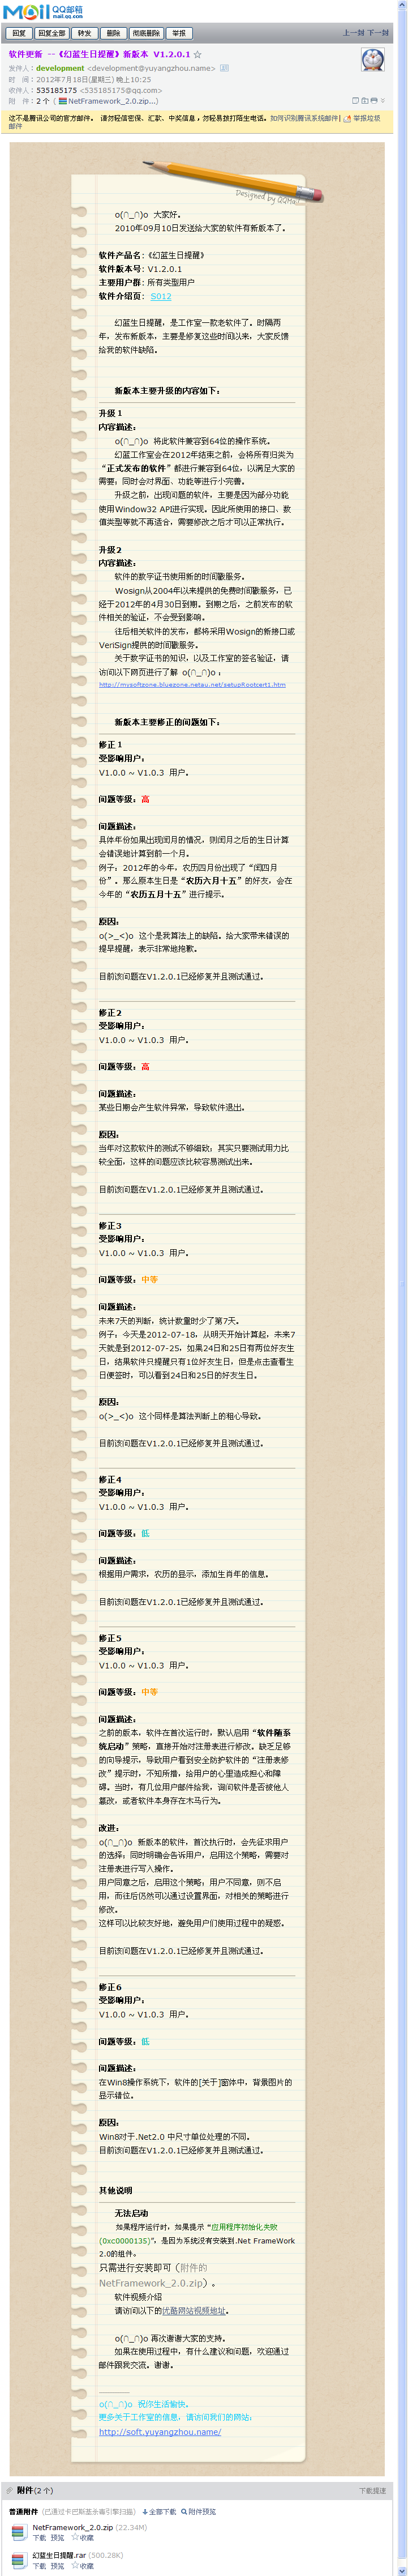 Mail QQ邮箱
mail.qq.com
回复 回复全部 转发 删除 彻底删除 举报 上一封 下一封
软件更新 --《幻蓝生日提醒》新版本 V1.2.0.1 ☆
发件人：development <development@yuyangzhou.name>
时 间：2012年7月18日(星期三) 晚上10:25
收件人：535185175 <535185175@qq.com>
附 件：2 个 ( NetFramework_2.0.zip...)
这不是腾讯公司的官方邮件。 请勿轻信密保、汇款、中奖信息，勿轻易拨打陌生电话。如何识别腾讯系统邮件| 举报垃圾
邮件
Designed by QQMail
o(∩_∩)o 大家好。
2010年09月10日发送给大家的软件有新版本了。
软件产品名：《幻蓝生日提醒》
软件版本号：V1.2.0.1
主要用户群：所有类型用户
软件介绍页： S012
幻蓝生日提醒，是工作室一款老软件了。时隔两
年，发布新版本，主要是修复这些时间以来，大家反馈
给我的软件缺陷。
新版本主要升级的内容如下：
升级１
内容描述：
o(∩_∩)o 将此软件兼容到64位的操作系统。
幻蓝工作室会在2012年结束之前，会将所有归类为
“正式发布的软件”都进行兼容到64位，以满足大家的
需要；同时会对界面、功能等进行小完善。
升级之前，出现问题的软件，主要是因为部分功能
使用Window32 API进行实现。因此所使用的接口、数
值类型等就不再适合，需要修改之后才可以正常执行。
升级2
内容描述：
软件的数字证书使用新的时间戳服务。
Wosign从2004年以来提供的免费时间戳服务，已
经于2012年的4月30日到期。到期之后，之前发布的软
件相关的验证，不会受到影响。
往后相关软件的发布，都将采用Wosign的新接口或
VeriSign提供的时间戳服务。
关于数字证书的知识，以及工作室的签名验证，请
访问以下网页进行了解 o(∩_∩)o ：
http://mysoftzone.bluezone.netau.net/setupRootcert1.htm
新版本主要修正的问题如下：
修正１
受影响用户：
V1.0.0 ~ V1.0.3 用户。
问题等级：高
问题描述：
具体年份如果出现闰月的情况，则闰月之后的生日计算
会错误地计算到前一个月。
例子：2012年的今年，农历四月份出现了“闰四月
份”。那么原本生日是“农历六月十五”的好友，会在
今年的“农历五月十五”进行提示。
原因：
o(>_<)o 这个是我算法上的缺陷。给大家带来错误的
提早提醒，表示非常地抱歉。
目前该问题在V1.2.0.1已经修复并且测试通过。
修正2
受影响用户：
V1.0.0 ~ V1.0.3 用户。
问题等级：高
问题描述：
某些日期会产生软件异常，导致软件退出。
原因：
当年对这款软件的测试不够细致；其实只要测试用力比
较全面，这样的问题应该比较容易测试出来。
目前该问题在V1.2.0.1已经修复并且测试通过。
修正3
受影响用户：
V1.0.0 ~ V1.0.3 用户。
问题等级：中等
问题描述：
未来7天的判断，统计数量时少了第7天。
例子：今天是2012-07-18，从明天开始计算起，未来7
天就是到2012-07-25，如果24日和25日有两位好友生
日，结果软件只提醒只有1位好友生日，但是点击查看生
日便签时，可以看到24日和25日的好友生日。
原因：
o(>_<)o 这个同样是算法判断上的粗心导致。
目前该问题在V1.2.0.1已经修复并且测试通过。
修正4
受影响用户：
V1.0.0 ~ V1.0.3 用户。
问题等级：低
问题描述：
根据用户需求，农历的显示，添加生肖年的信息。
目前该问题在V1.2.0.1已经修复并且测试通过。
修正5
受影响用户：
V1.0.0 ~ V1.0.3 用户。
问题等级：中等
问题描述：
之前的版本，软件在首次运行时，默认启用“软件随系
统启动”策略，直接开始对注册表进行修改。缺乏足够
的向导提示，导致用户看到安全防护软件的“注册表修
改”提示时，不知所措，给用户的心里造成担心和障
碍。当时，有几位用户邮件给我，询问软件是否被他人
篡改，或者软件本身存在木马行为。
改进：
o(∩_∩)o 新版本的软件，首次执行时，会先征求用户
的选择；同时明确会告诉用户，启用这个策略，需要对
注册表进行写入操作。
用户同意之后，启用这个策略；用户不同意，则不启
用，而往后仍然可以通过设置界面，对相关的策略进行
修改。
这样可以比较友好地，避免用户们使用过程中的疑惑。
目前该问题在V1.2.0.1已经修复并且测试通过。
修正6
受影响用户：
V1.0.0 ~ V1.0.3 用户。
问题等级：低
问题描述：
在Win8操作系统下，软件的[关于]窗体中，背景图片的
显示错位。
原因：
Win8对于.Net2.0 中尺寸单位处理的不同。
目前该问题在V1.2.0.1已经修复并且测试通过。
其他说明
无法启动
如果程序运行时，如果提示“应用程序初始化失败
(0xc0000135)”，是因为系统没有安装到.Net FrameWork
2.0的组件。
只需进行安装即可（附件的
NetFramework_2.0.zip）。
软件视频介绍
请访问以下的优酷网站视频地址。
o(∩_∩)o 再次谢谢大家的支持。
如果在使用过程中，有什么建议和问题，欢迎通过
邮件跟我交流。谢谢。
o(∩_∩)o 祝你生活愉快。
更多关于工作室的信息，请访问我们的网站：
http://soft.yuyangzhou.name/
附件(2 个) 下载提速
普通附件 (已通过卡巴斯基杀毒引擎扫描) 全部下载 附件预览
NetFramework_2.0.zip (22.34M)
下载 预览 ☆收藏
幻蓝生日提醒.rar (500.28K)
下载 预览 ☆收藏